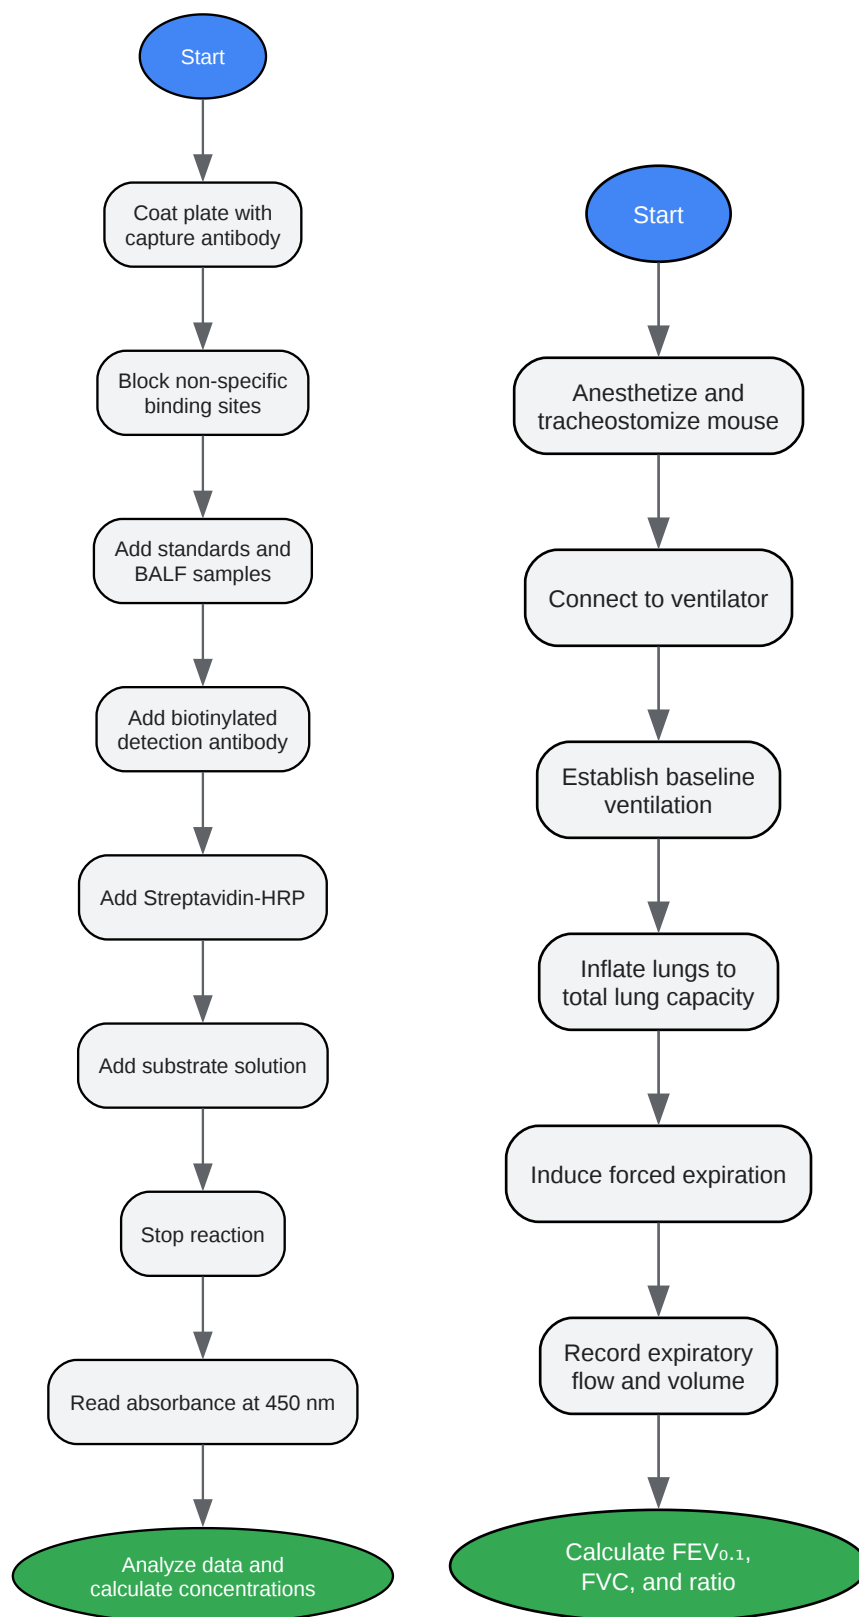 Start
Coat plate with
capture antibody
Block non-specific
binding sites
Add standards and
BALF samples
Add biotinylated
detection antibody
Add Streptavidin-HRP
Add substrate solution
Stop reaction
Read absorbance at 450 nm
Analyze data and
calculate concentrations
Start
Anesthetize and
tracheostomize mouse
Connect to ventilator
Establish baseline
ventilation
Inflate lungs to
total lung capacity
Induce forced expiration
Record expiratory
flow and volume
Calculate FEV₀.₁,
FVC, and ratio